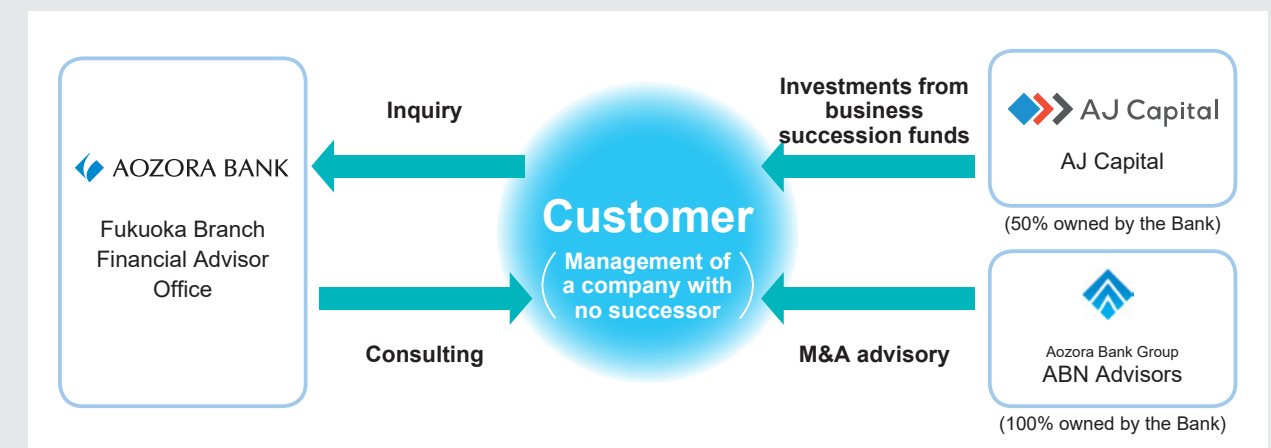 AOZORA BANK
Fukuoka Branch
Financial Advisor
Office
Inquiry
Consulting
Customer
Management of
a company with
no successor
Investments from
business
succession funds
M&A advisory
AJ Capital
AJ Capital
(50% owned by the Bank)
Aozora Bank Group
ABN Advisors
(100% owned by the Bank)